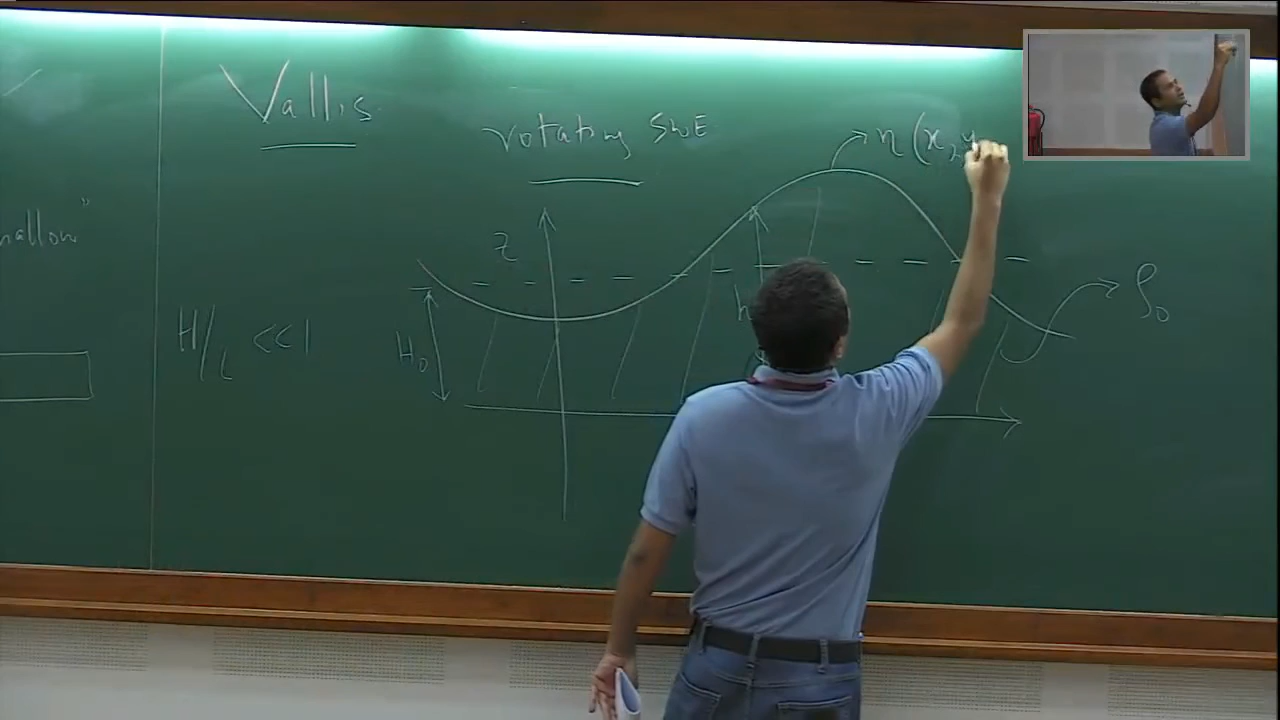 Vallis
rotating SWE
η (x, y
z
hallow"
ρ₀
H/L <<1
H₀
h